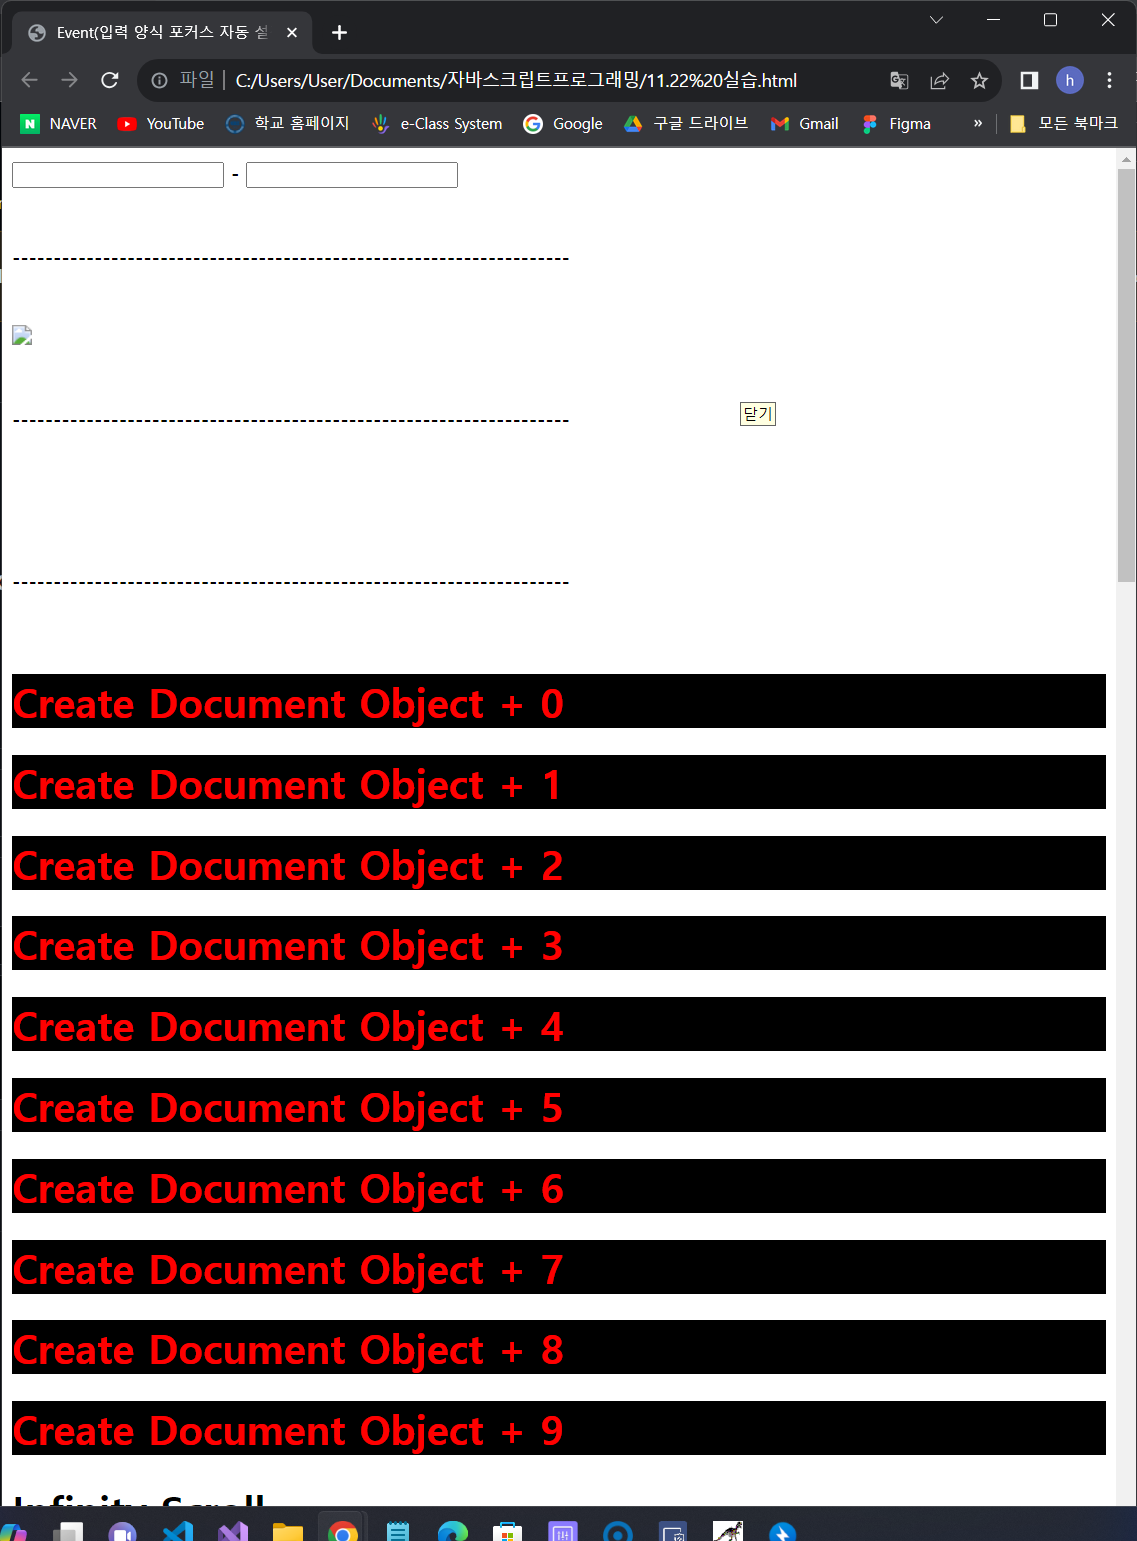 Event(입력 양식 포커스 자동 설
파일 | C:/Users/User/Documents/자바스크립트프로그래밍/11.22%20실습.html
h
NAVER YouTube 학교 홈페이지 e-Class System Google 구글 드라이브 Gmail Figma » 모든 북마크
-
--------------------------------------------------------------------
--------------------------------------------------------------------
닫기
--------------------------------------------------------------------
Create Document Object + 0
Create Document Object + 1
Create Document Object + 2
Create Document Object + 3
Create Document Object + 4
Create Document Object + 5
Create Document Object + 6
Create Document Object + 7
Create Document Object + 8
Create Document Object + 9
Infinity Scroll